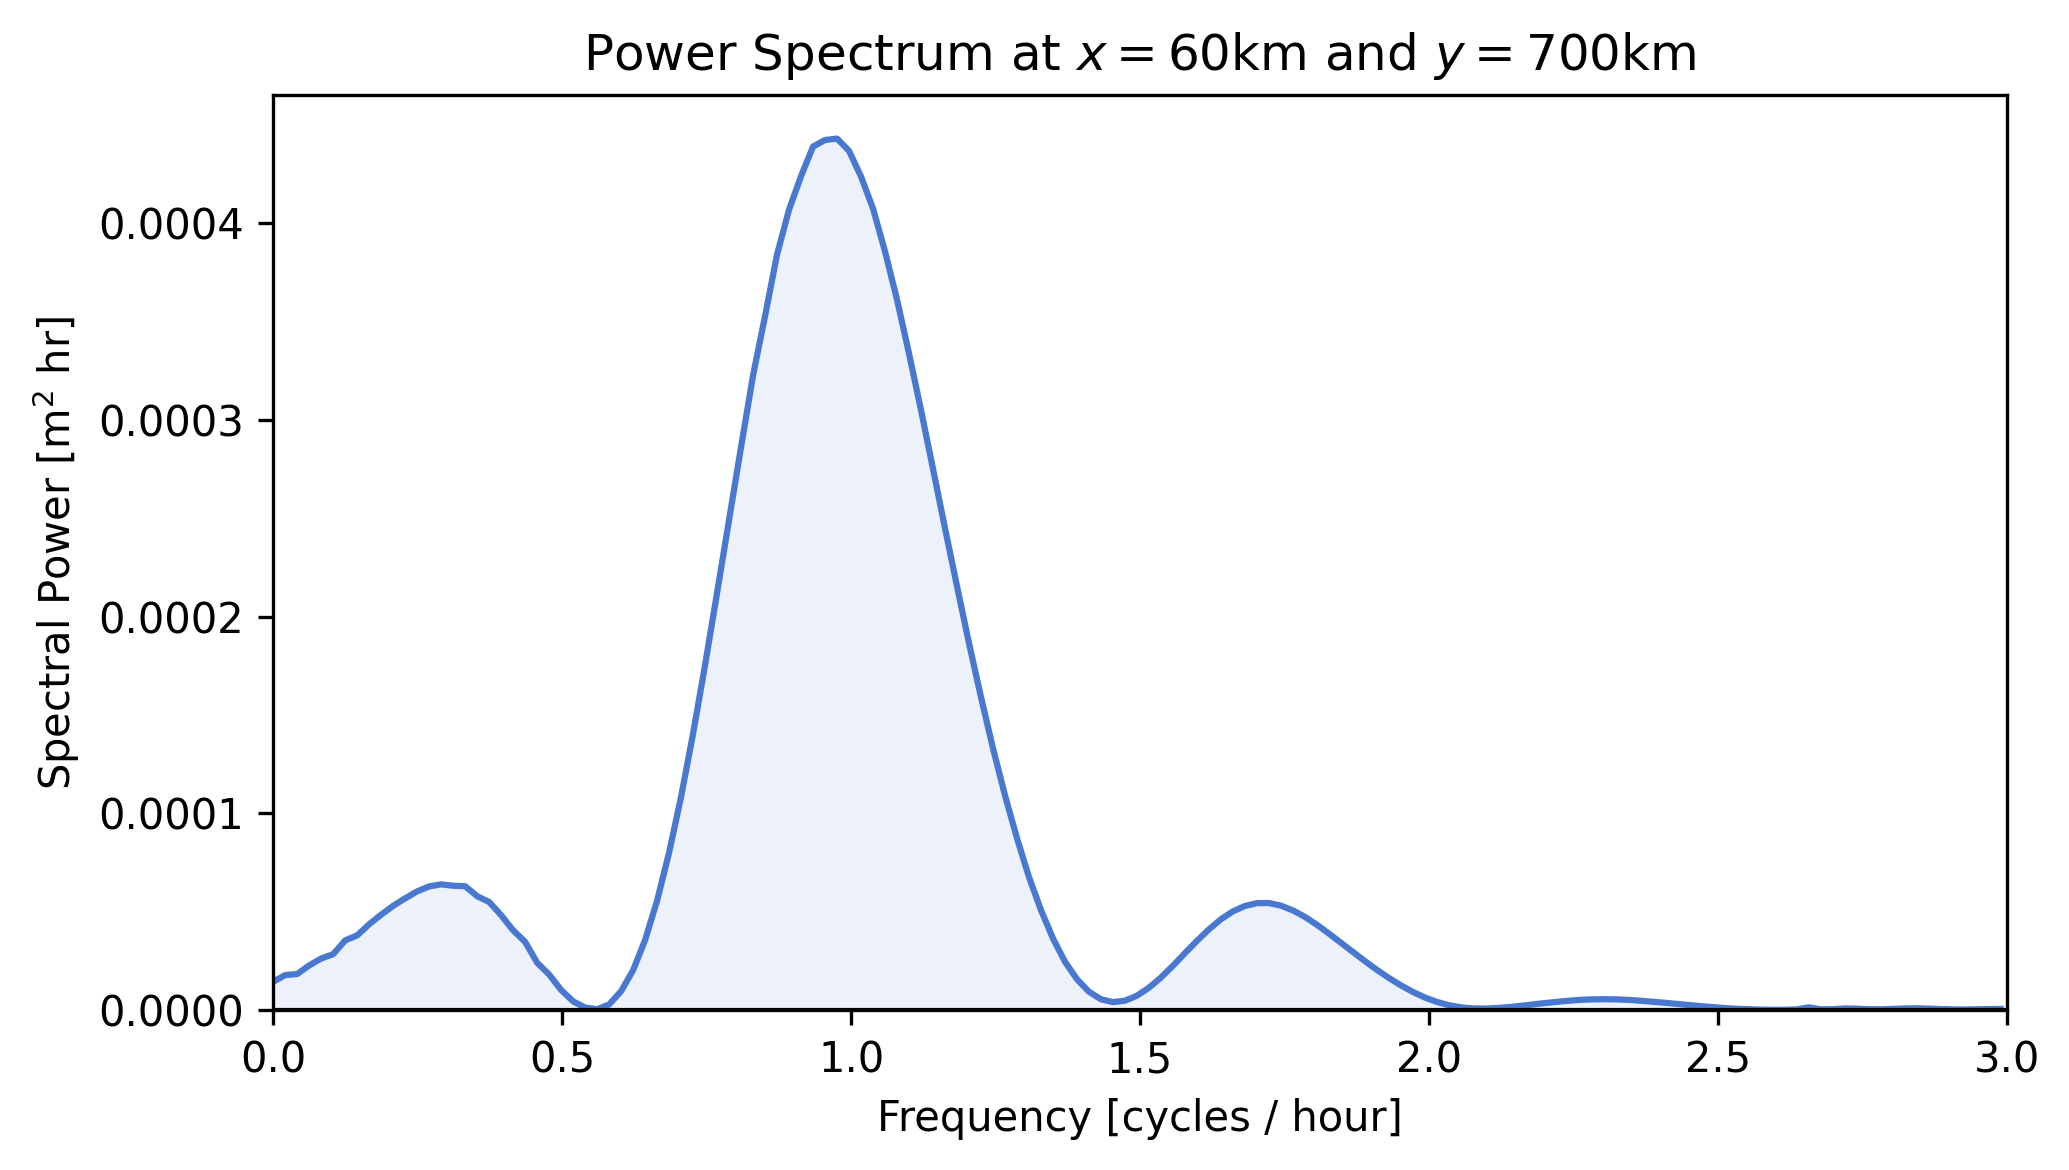 Power Spectrum at x = 60km and y = 700km
Spectral Power [m² hr]
0.0004
0.0003
0.0002
0.0001
0.0000
0.0 0.5 1.0 1.5 2.0 2.5 3.0
Frequency [cycles / hour]